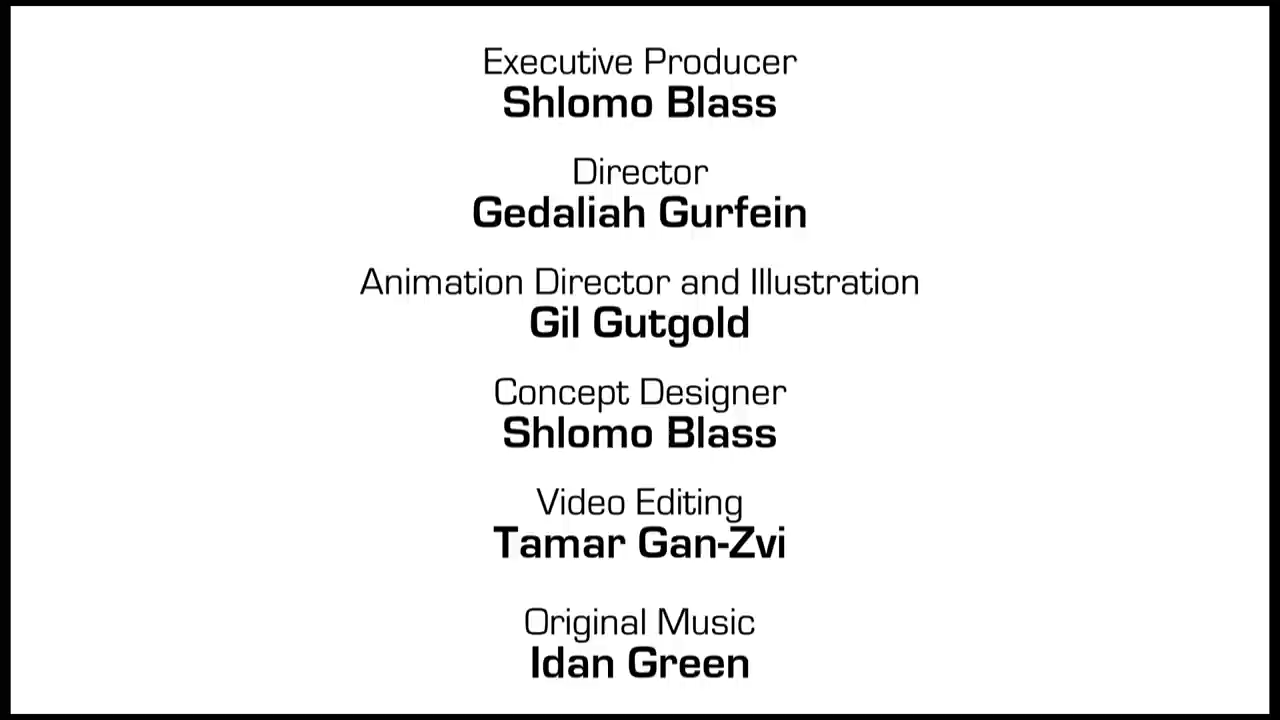 Executive Producer
Shlomo Blass
Director
Gedaliah Gurfein
Animation Director and Illustration
Gil Gutgold
Concept Designer
Shlomo Blass
Video Editing
Tamar Gan-Zvi
Original Music
Idan Green